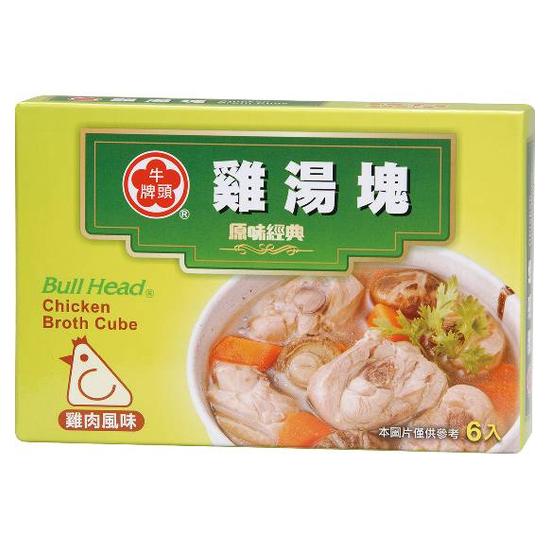 牛
牌頭
®
雞湯塊
原味經典
Bull Head®
Chicken
Broth Cube
雞肉風味
本圖片僅供參考 6入